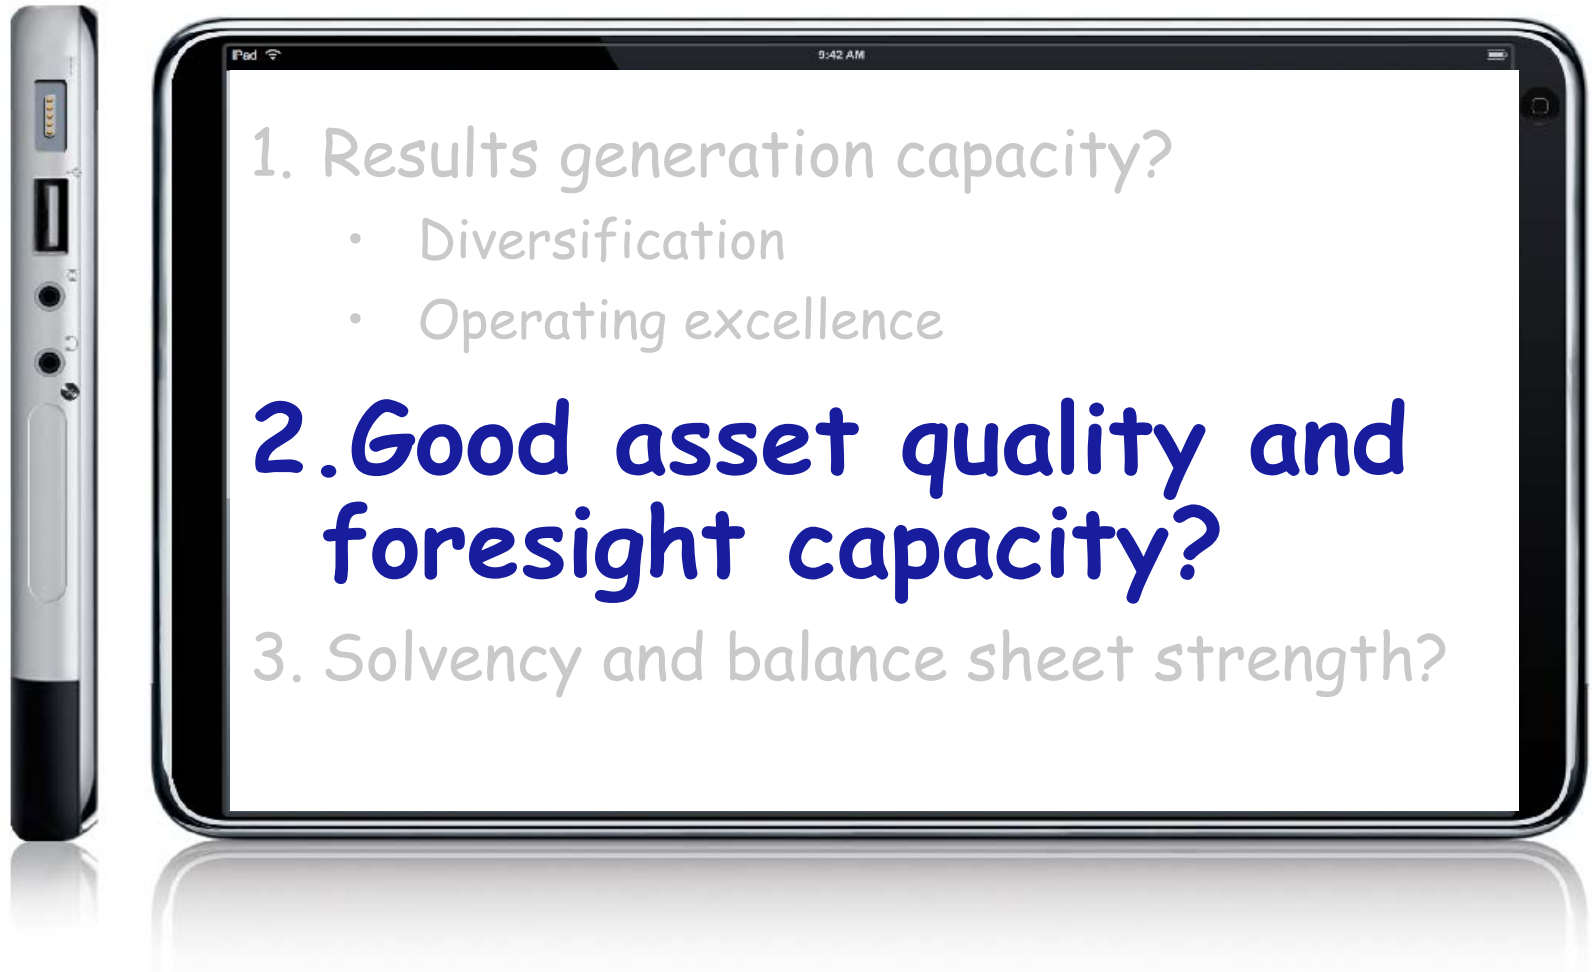 iPad 9:42 AM
1. Results generation capacity?
• Diversification
• Operating excellence
2.Good asset quality and
foresight capacity?
3. Solvency and balance sheet strength?